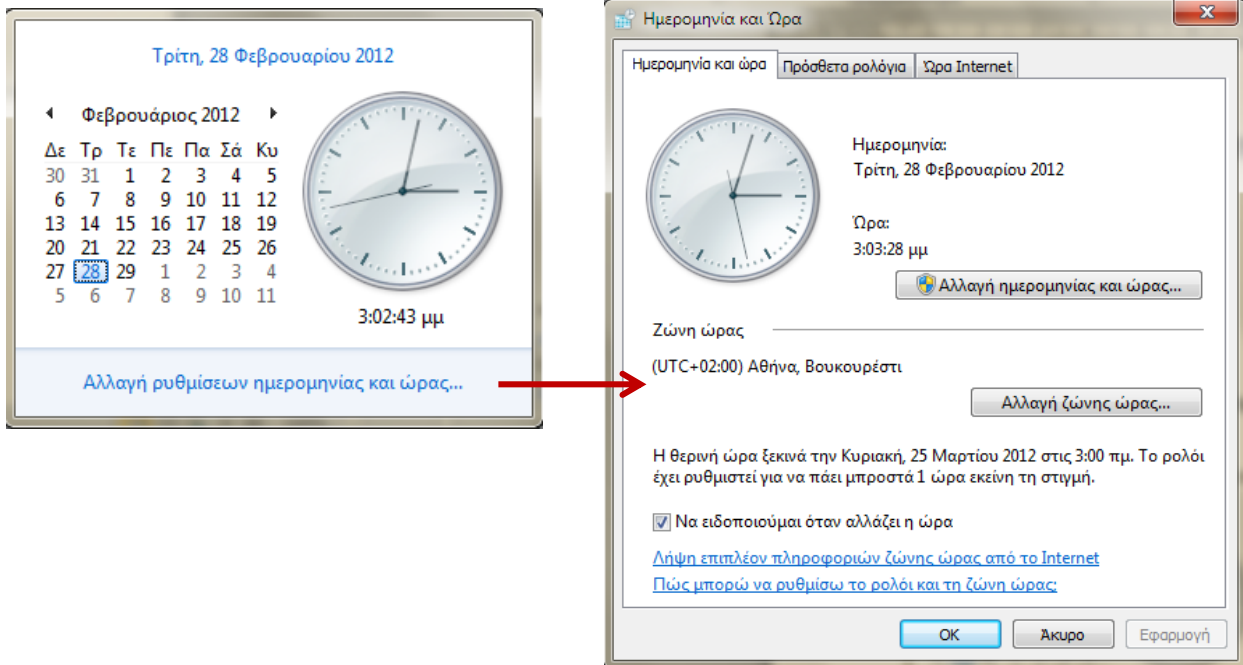 Τρίτη, 28 Φεβρουαρίου 2012
Φεβρουάριος 2012
Δε Τρ Τε Πε Πα Σά Κυ
30 31 1 2 3 4 5
6 7 8 9 10 11 12
13 14 15 16 17 18 19
20 21 22 23 24 25 26
27 28 29 1 2 3 4
5 6 7 8 9 10 11
3:02:43 μμ
Αλλαγή ρυθμίσεων ημερομηνίας και ώρας...
Ημερομηνία και Ώρα
Ημερομηνία και ώρα Πρόσθετα ρολόγια Ώρα Internet
Ημερομηνία:
Τρίτη, 28 Φεβρουαρίου 2012
Ώρα:
3:03:28 μμ
Αλλαγή ημερομηνίας και ώρας...
Ζώνη ώρας
(UTC+02:00) Αθήνα, Βουκουρέστι
Αλλαγή ζώνης ώρας...
Η θερινή ώρα ξεκινά την Κυριακή, 25 Μαρτίου 2012 στις 3:00 πμ. Το ρολόι
έχει ρυθμιστεί για να πάει μπροστά 1 ώρα εκείνη τη στιγμή.
Να ειδοποιούμαι όταν αλλάζει η ώρα
Λήψη επιπλέον πληροφοριών ζώνης ώρας από το Internet
Πώς μπορώ να ρυθμίσω το ρολόι και τη ζώνη ώρας;
OK Άκυρο Εφαρμογή